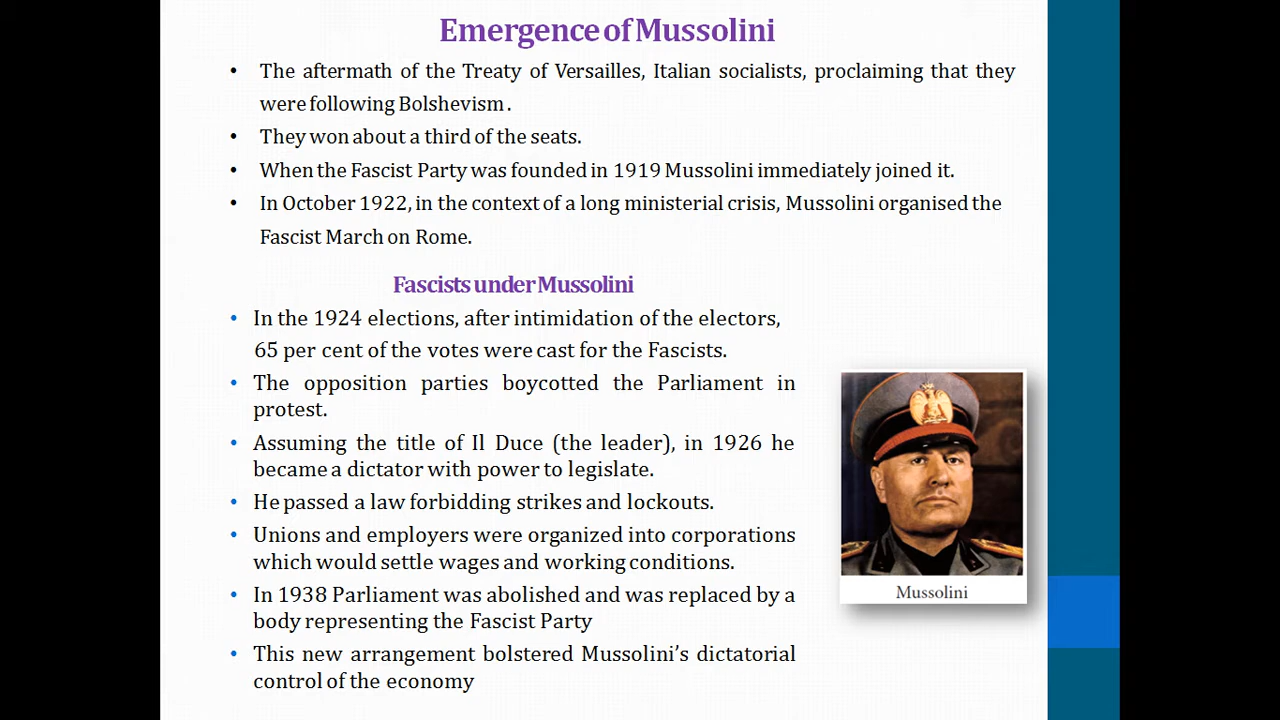 Emergence of Mussolini
• The aftermath of the Treaty of Versailles, Italian socialists, proclaiming that they
were following Bolshevism .
• They won about a third of the seats.
• When the Fascist Party was founded in 1919 Mussolini immediately joined it.
• In October 1922, in the context of a long ministerial crisis, Mussolini organised the
Fascist March on Rome.
Fascists under Mussolini
• In the 1924 elections, after intimidation of the electors,
65 per cent of the votes were cast for the Fascists.
• The opposition parties boycotted the Parliament in
protest.
• Assuming the title of Il Duce (the leader), in 1926 he
became a dictator with power to legislate.
• He passed a law forbidding strikes and lockouts.
• Unions and employers were organized into corporations
which would settle wages and working conditions.
• In 1938 Parliament was abolished and was replaced by a
body representing the Fascist Party
• This new arrangement bolstered Mussolini’s dictatorial
control of the economy
Mussolini